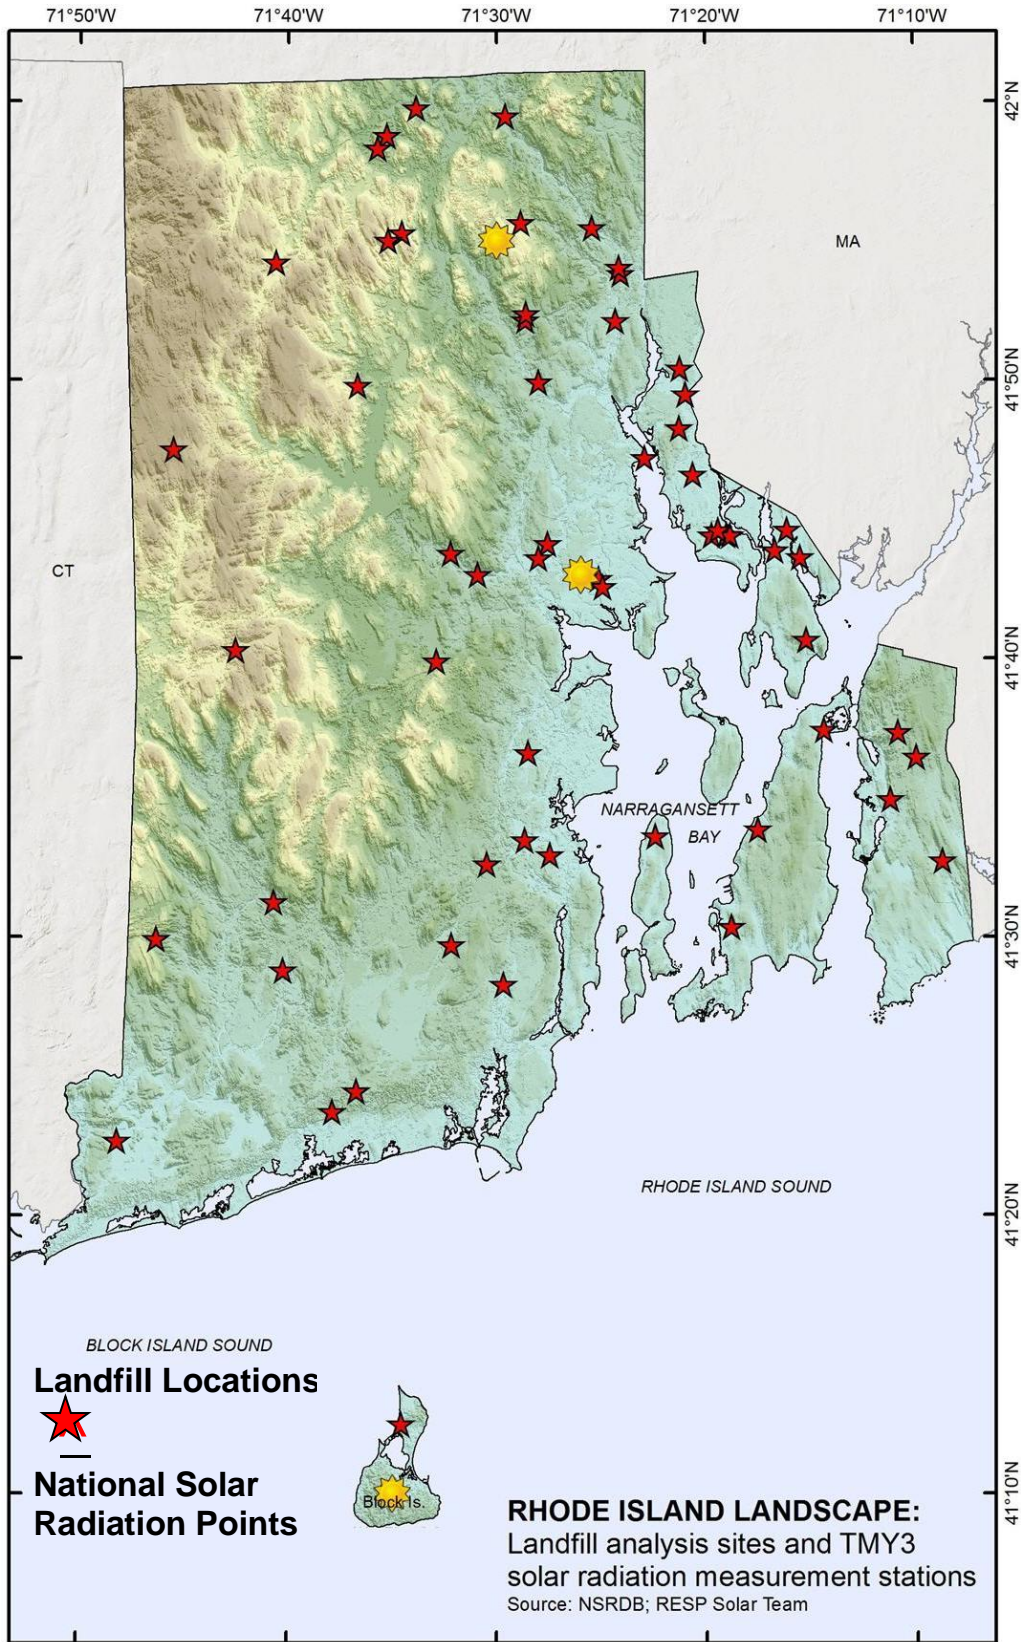 71°50'W 71°40'W 71°30'W 71°20'W 71°10'W
42°N
MA
41°50'N
CT
41°40'N
NARRAGANSETT
BAY
41°30'N
RHODE ISLAND SOUND
41°20'N
BLOCK ISLAND SOUND
Landfill Locations
National Solar
Radiation Points
Block Is.
41°10'N
RHODE ISLAND LANDSCAPE:
Landfill analysis sites and TMY3
solar radiation measurement stations
Source: NSRDB; RESP Solar Team